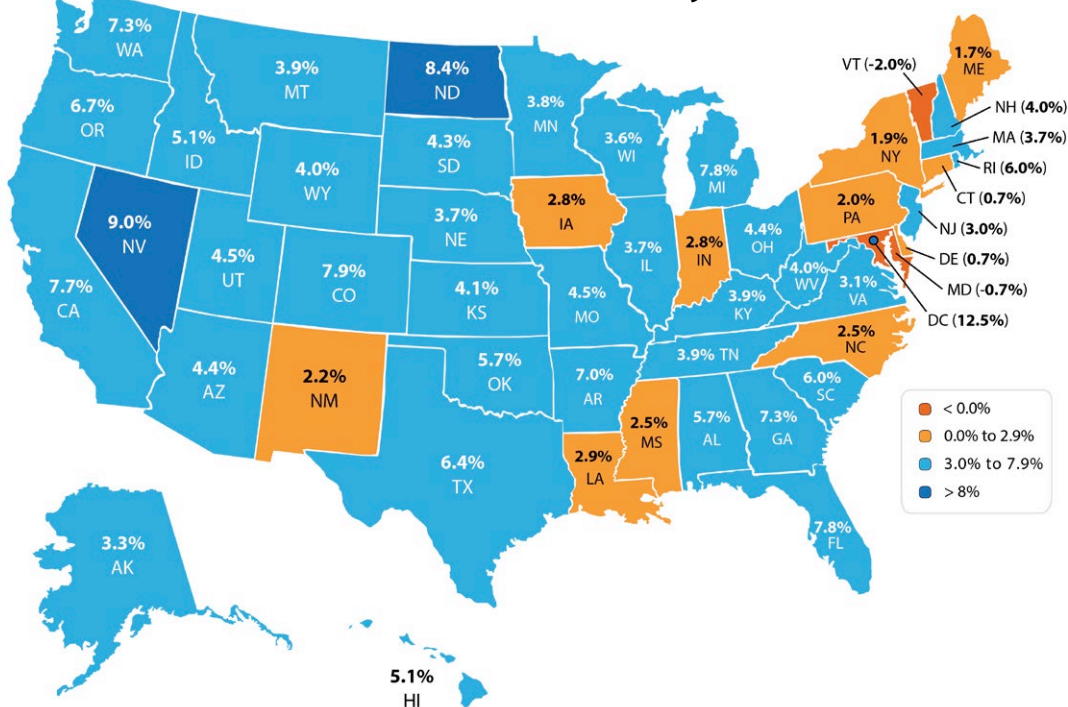 7.3%
WA
6.7%
OR
5.1%
ID
3.9%
MT
8.4%
ND
3.8%
MN
4.3%
SD
4.0%
WY
3.6%
WI
7.8%
MI
9.0%
NV
7.7%
CA
4.5%
UT
7.9%
CO
3.7%
NE
2.8%
IA
3.7%
IL
2.8%
IN
4.4%
OH
4.1%
KS
4.5%
MO
3.9%
KY
4.0%
WV
3.1%
VA
2.0%
PA
1.9%
NY
1.7%
ME
VT (-2.0%)
NH (4.0%)
MA (3.7%)
RI (6.0%)
CT (0.7%)
NJ (3.0%)
DE (0.7%)
MD (-0.7%)
DC (12.5%)
4.4%
AZ
2.2%
NM
5.7%
OK
7.0%
AR
3.9% TN
2.5%
NC
6.0%
SC
6.4%
TX
2.9%
LA
2.5%
MS
5.7%
AL
7.3%
GA
7.8%
FL
3.3%
AK
5.1%
HI
< 0.0%
0.0% to 2.9%
3.0% to 7.9%
> 8%